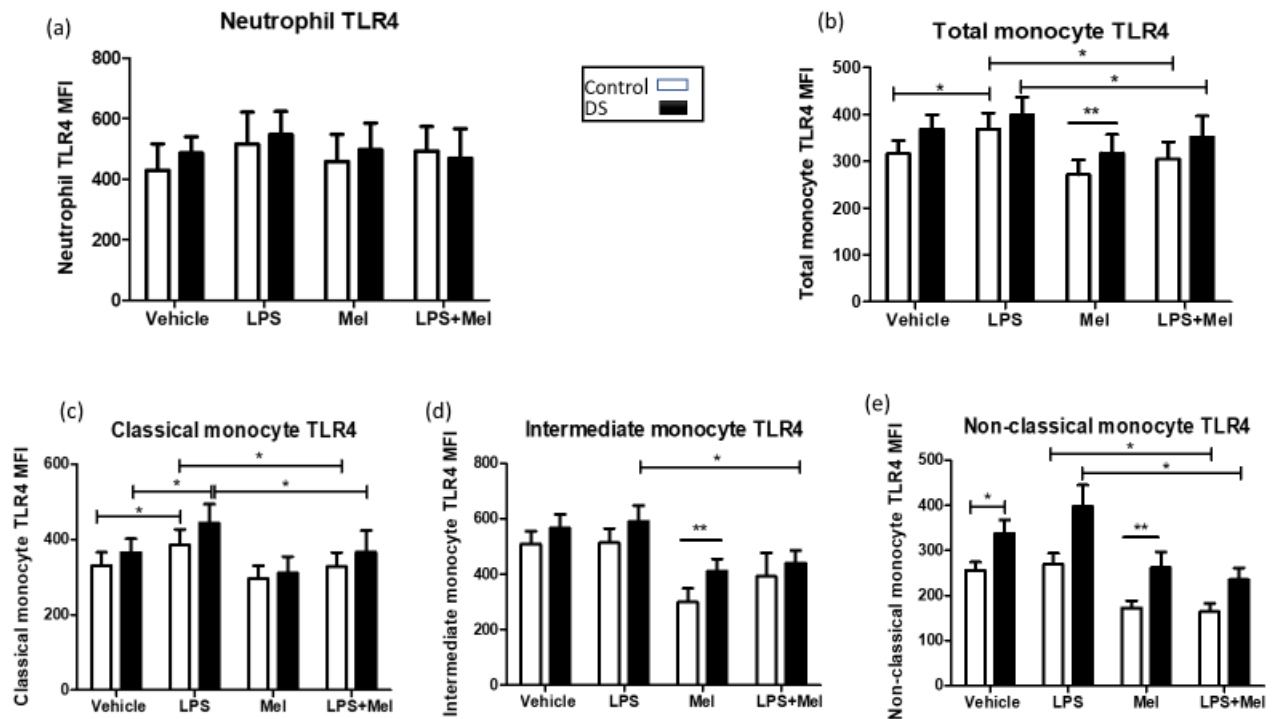 (a)
Neutrophil TLR4
Neutrophil TLR4 MFI
800
600
400
200
0
Vehicle LPS Mel LPS+Mel
Control
DS
(b)
Total monocyte TLR4
Total monocyte TLR4 MFI
500
400
300
200
100
0
* * * **
Vehicle LPS Mel LPS+Mel
(c)
Classical monocyte TLR4
Classical monocyte TLR4 MFI
600
400
200
0
* * * *
Vehicle LPS Mel LPS+Mel
(d)
Intermediate monocyte TLR4
Intermediate monocyte TLR4 MFI
800
600
400
200
0
* **
Vehicle LPS Mel LPS+Mel
(e)
Non-classical monocyte TLR4
Non-classical monocyte TLR4 MFI
500
400
300
200
100
0
* * * **
Vehicle LPS Mel LPS+Mel